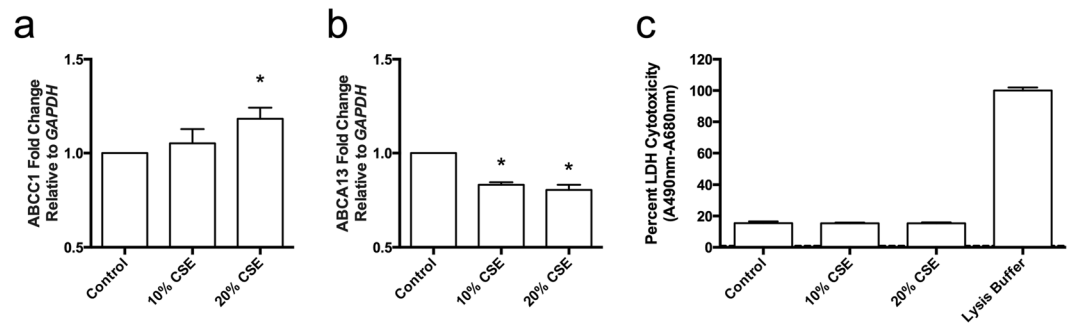 a
ABCC1 Fold Change
Relative to GAPDH
1.5
1.0
0.5
*
Control
10% CSE
20% CSE
b
ABCA13 Fold Change
Relative to GAPDH
1.5
1.0
0.5
*
*
Control
10% CSE
20% CSE
c
Percent LDH Cytotoxicity
(A490nm-A680nm)
120
100
80
60
40
20
0
Control
10% CSE
20% CSE
Lysis Buffer